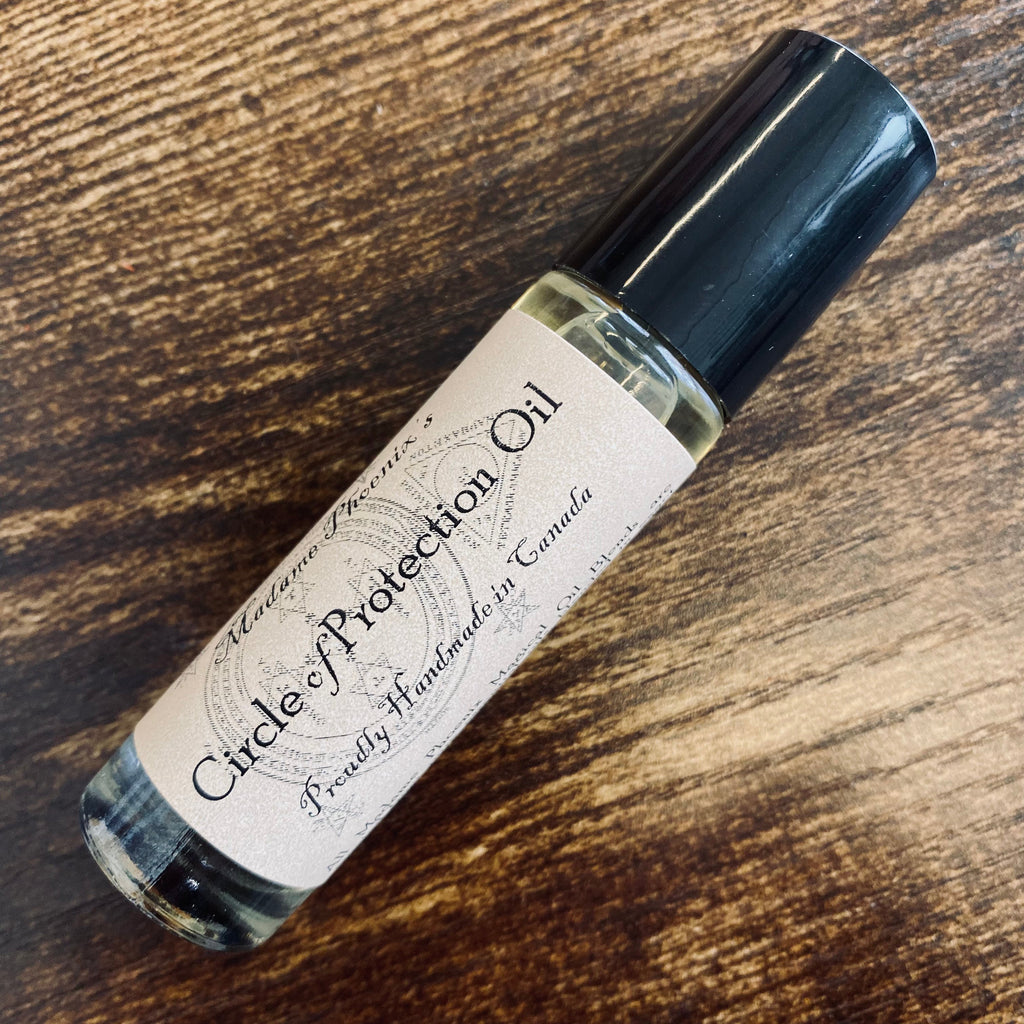 Madame Phoenix's
Circle of Protection Oil
Proudly Handmade in Canada